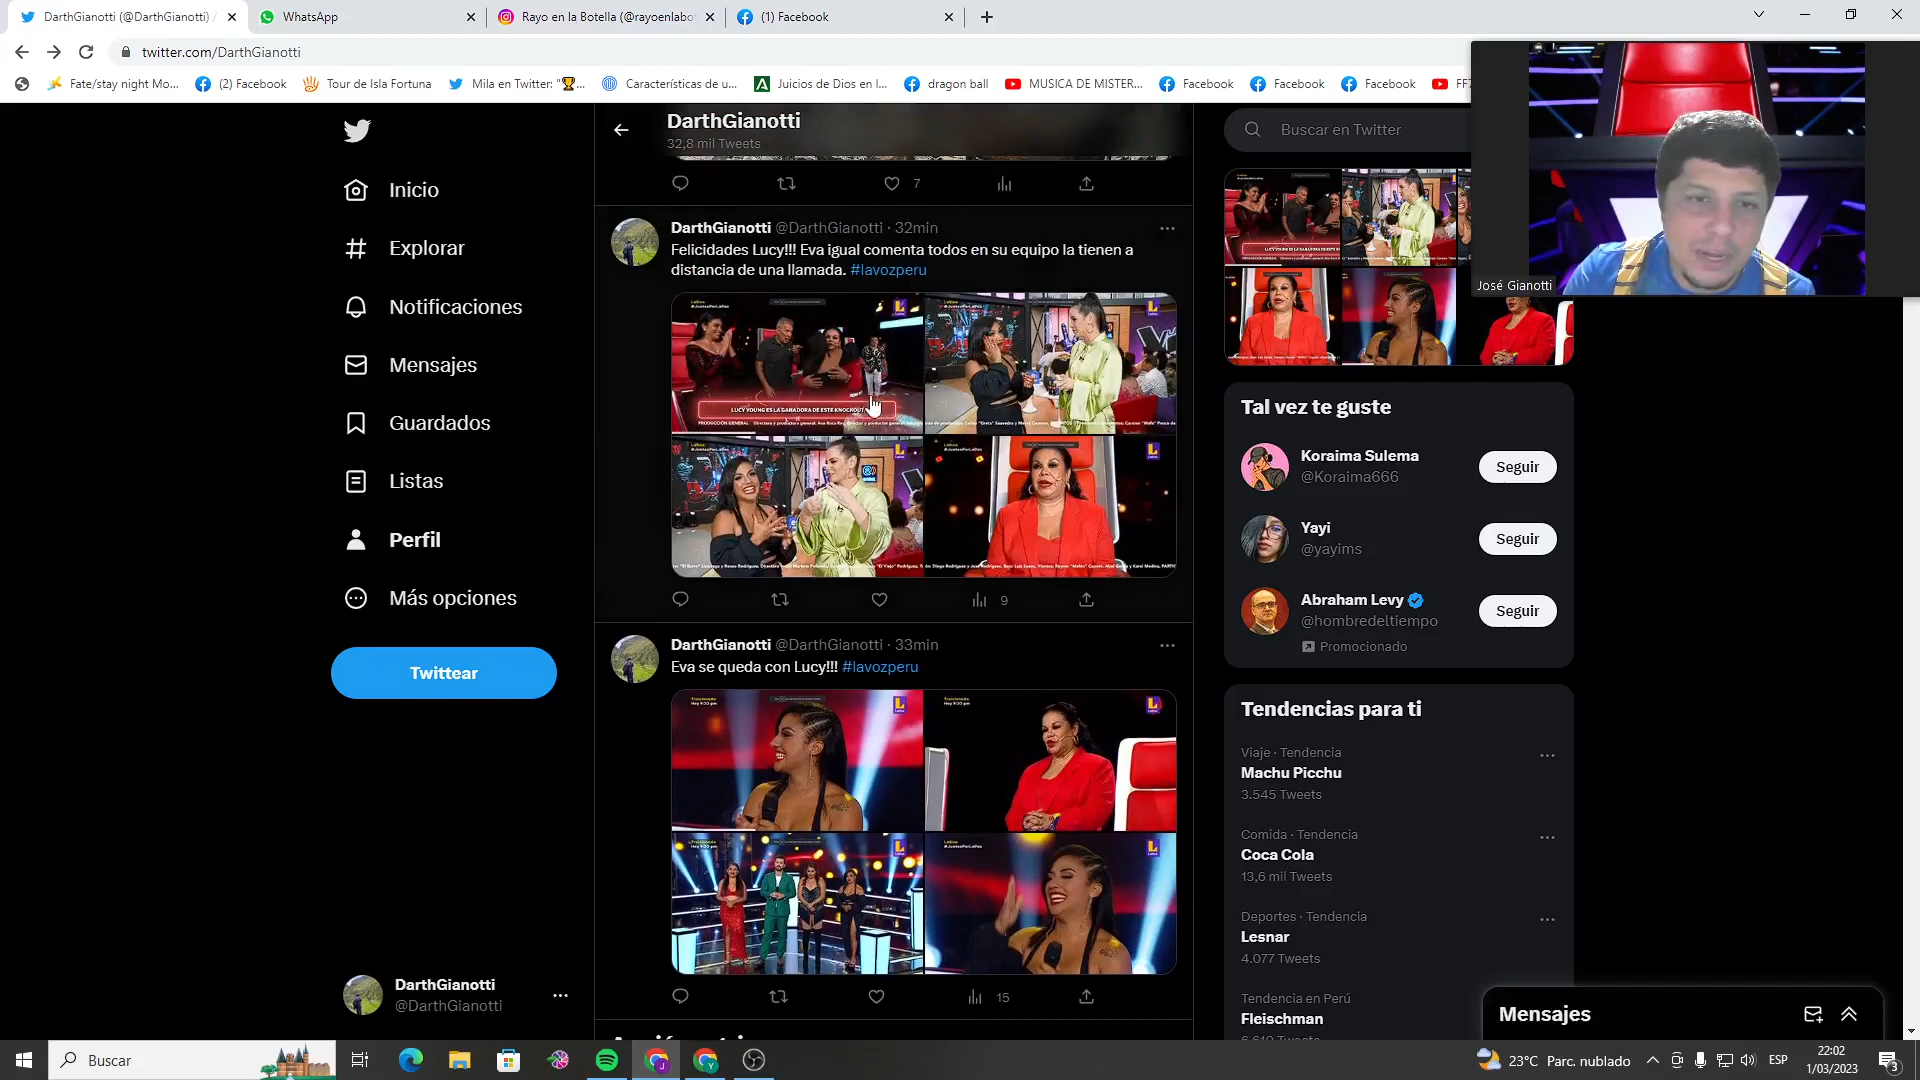 DarthGianotti (@DarthGianotti) /
WhatsApp
Rayo en la Botella (@rayoenlabo
(1) Facebook
twitter.com/DarthGianotti
Fate/stay night Mo...
(2) Facebook
Tour de Isla Fortuna
Mila en Twitter: "🏆...
Características de u...
Juicios de Dios en l...
dragon ball
MUSICA DE MISTER...
Facebook
Facebook
Facebook
FF7
José Gianotti
Inicio
Explorar
Notificaciones
Mensajes
Guardados
Listas
Perfil
Más opciones
Twittear
DarthGianotti
@DarthGianotti
DarthGianotti
32,8 mil Tweets
7
DarthGianotti @DarthGianotti · 32min
Felicidades Lucy!!! Eva igual comenta todos en su equipo la tienen a
distancia de una llamada. #lavozperu
LUCY YOUNG ES LA GANADORA DE ESTE KNOCKOUT
PRODUCCIÓN GENERAL
9
DarthGianotti @DarthGianotti · 33min
Eva se queda con Lucy!!! #lavozperu
15
Buscar en Twitter
Tal vez te guste
Koraima Sulema
@Koraima666
Seguir
Yayi
@yayims
Seguir
Abraham Levy
@hombredeltiempo
Promocionado
Seguir
Tendencias para ti
Viaje · Tendencia
Machu Picchu
3.545 Tweets
Comida · Tendencia
Coca Cola
13,6 mil Tweets
Deportes · Tendencia
Lesnar
4.077 Tweets
Tendencia en Perú
Fleischman
Mensajes
Buscar
23°C Parc. nublado
ESP
22:02
1/03/2023
3